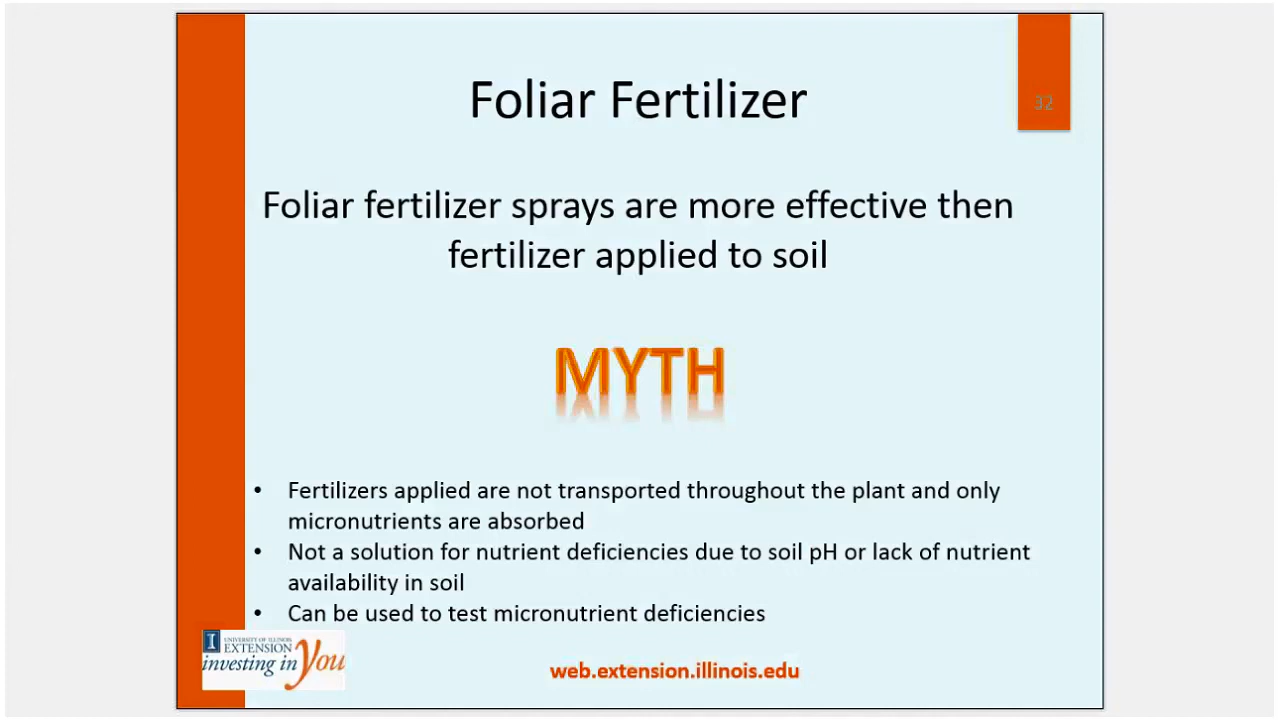 32
Foliar Fertilizer
Foliar fertilizer sprays are more effective then
fertilizer applied to soil
MYTH
• Fertilizers applied are not transported throughout the plant and only
micronutrients are absorbed
• Not a solution for nutrient deficiencies due to soil pH or lack of nutrient
availability in soil
• Can be used to test micronutrient deficiencies
I
UNIVERSITY OF ILLINOIS
EXTENSION
investing in You
web.extension.illinois.edu